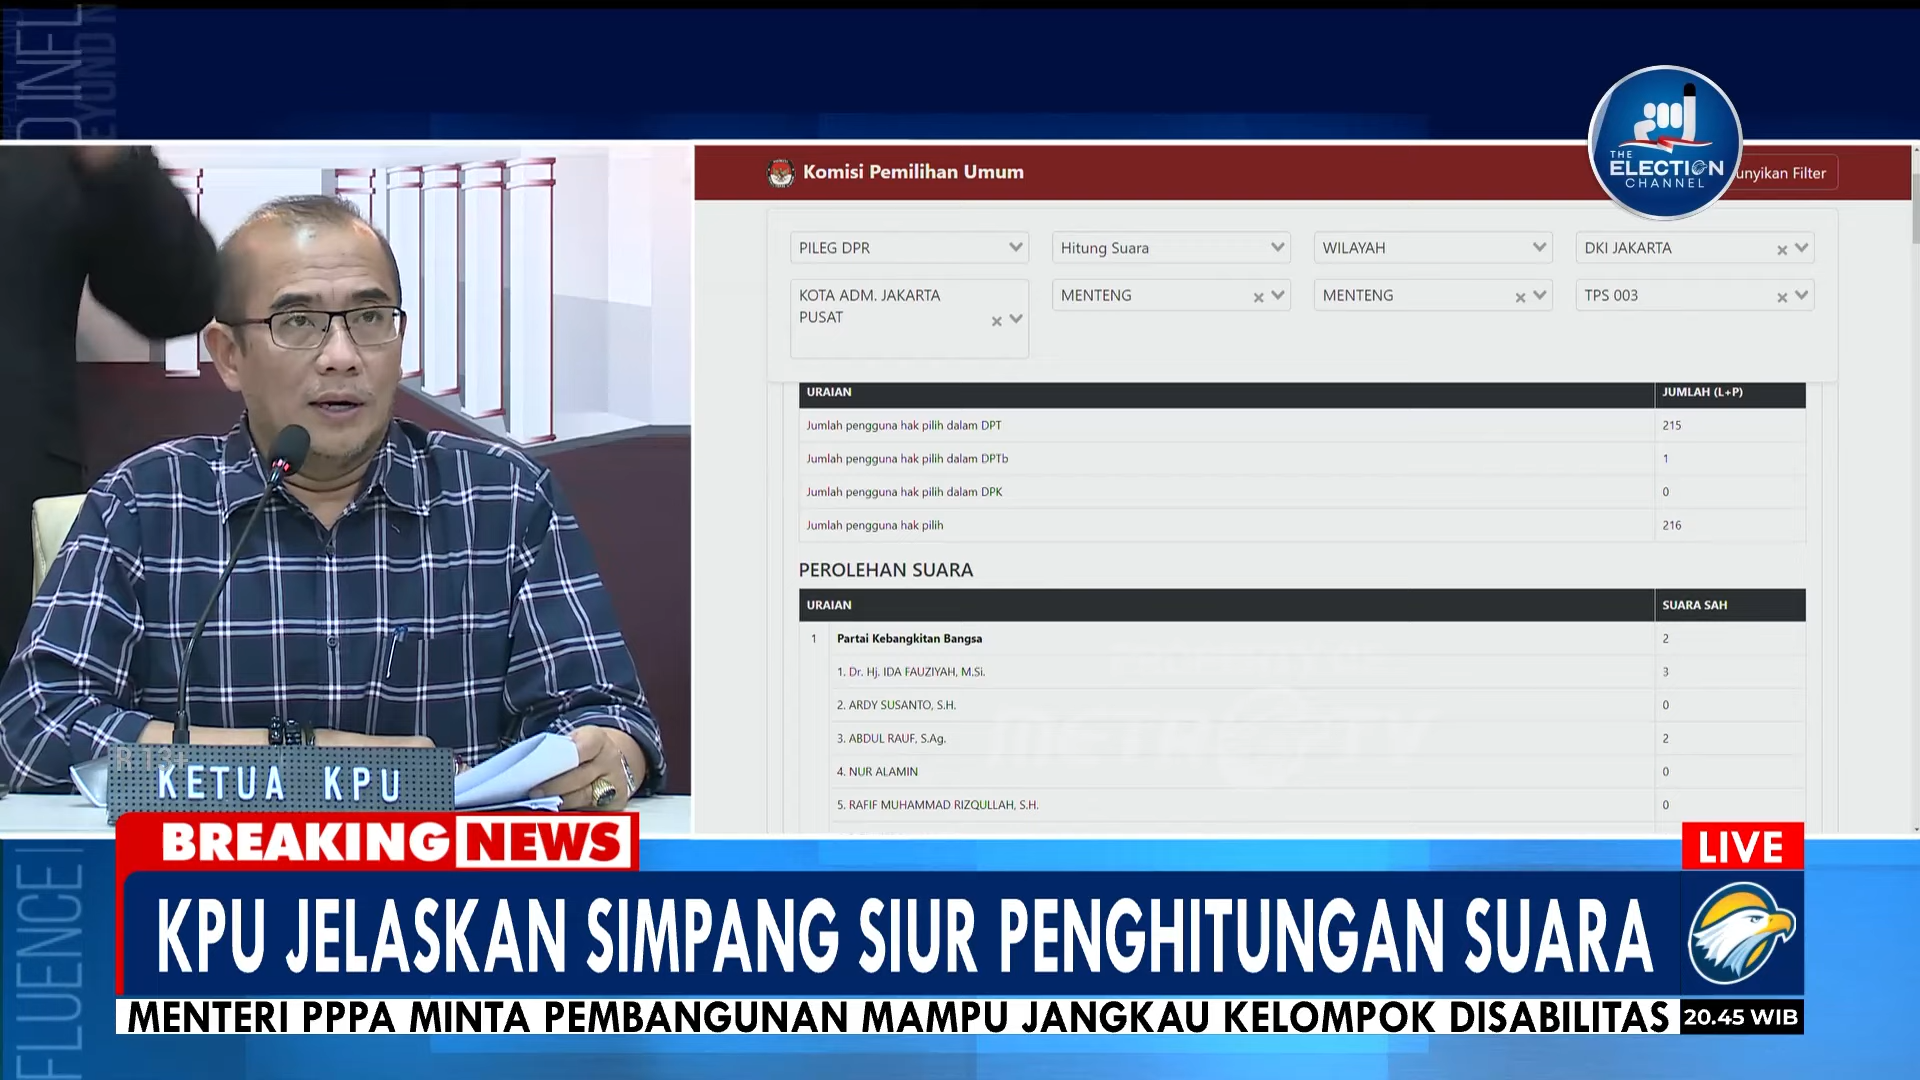 THE
ELECTION
CHANNEL
Komisi Pemilihan Umum
unyikan Filter
PILEG DPR
Hitung Suara
WILAYAH
DKI JAKARTA
KOTA ADM. JAKARTA
PUSAT
MENTENG
MENTENG
TPS 003
URAIAN JUMLAH (L+P)
Jumlah pengguna hak pilih dalam DPT 215
Jumlah pengguna hak pilih dalam DPTb 1
Jumlah pengguna hak pilih dalam DPK 0
Jumlah pengguna hak pilih 216
PEROLEHAN SUARA
URAIAN SUARA SAH
1 Partai Kebangkitan Bangsa 2
1. Dr. Hj. IDA FAUZIYAH, M.Si. 3
2. ARDY SUSANTO, S.H. 0
3. ABDUL RAUF, S.Ag. 2
4. NUR ALAMIN 0
5. RAFIF MUHAMMAD RIZQULLAH, S.H. 0
METR TV
R 13+
KETUA KPU
BREAKING NEWS
LIVE
KPU JELASKAN SIMPANG SIUR PENGHITUNGAN SUARA
MENTERI PPPA MINTA PEMBANGUNAN MAMPU JANGKAU KELOMPOK DISABILITAS
20.45 WIB
FLUENCE